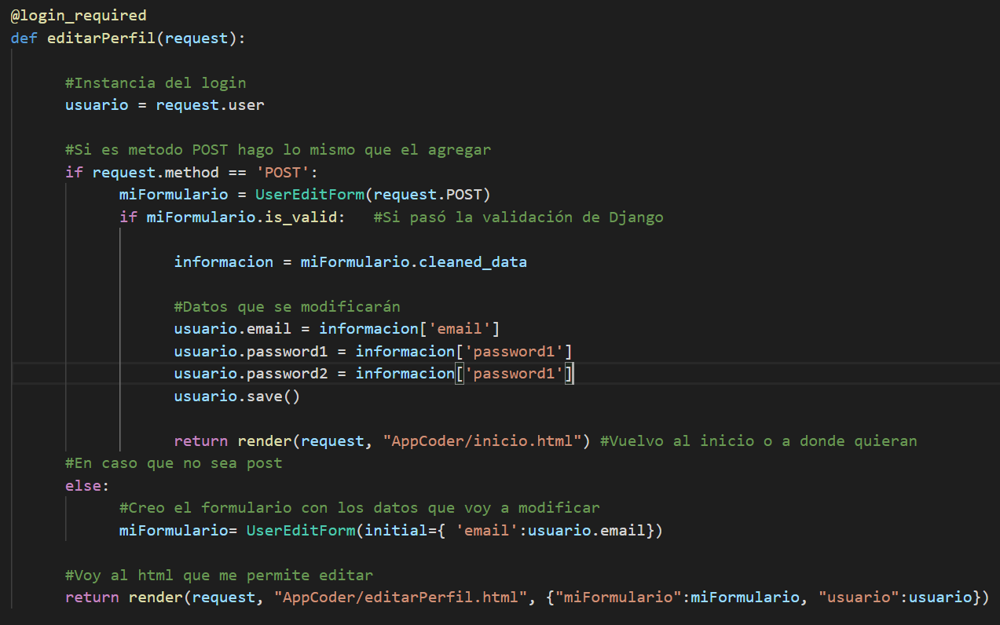 @login_required
def editarPerfil(request):
#Instancia del login
usuario = request.user
#Si es metodo POST hago lo mismo que el agregar
if request.method == 'POST':
miFormulario = UserEditForm(request.POST)
if miFormulario.is_valid:   #Si pasó la validación de Django
informacion = miFormulario.cleaned_data
#Datos que se modificarán
usuario.email = informacion['email']
usuario.password1 = informacion['password1']
usuario.password2 = informacion['password1']
usuario.save()
return render(request, "AppCoder/inicio.html") #Vuelvo al inicio o a donde quieran
#En caso que no sea post
else:
#Creo el formulario con los datos que voy a modificar
miFormulario= UserEditForm(initial={ 'email':usuario.email})
#Voy al html que me permite editar
return render(request, "AppCoder/editarPerfil.html", {"miFormulario":miFormulario, "usuario":usuario})